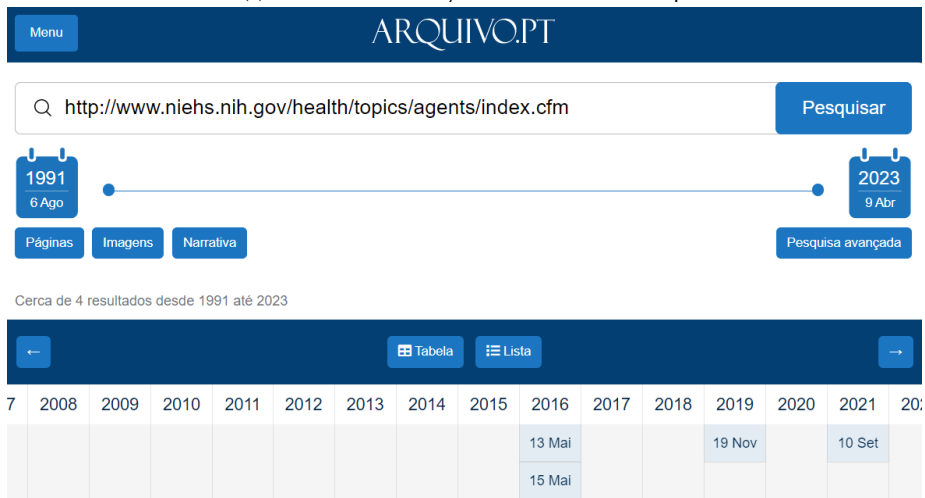 Menu
ARQUIVO.PT
http://www.niehs.nih.gov/health/topics/agents/index.cfm
Pesquisar
1991
6 Ago
2023
9 Abr
Páginas Imagens Narrativa Pesquisa avançada
Cerca de 4 resultados desde 1991 até 2023
← Tabela Lista →
7 2008 2009 2010 2011 2012 2013 2014 2015 2016 2017 2018 2019 2020 2021
13 Mai 19 Nov 10 Set
15 Mai